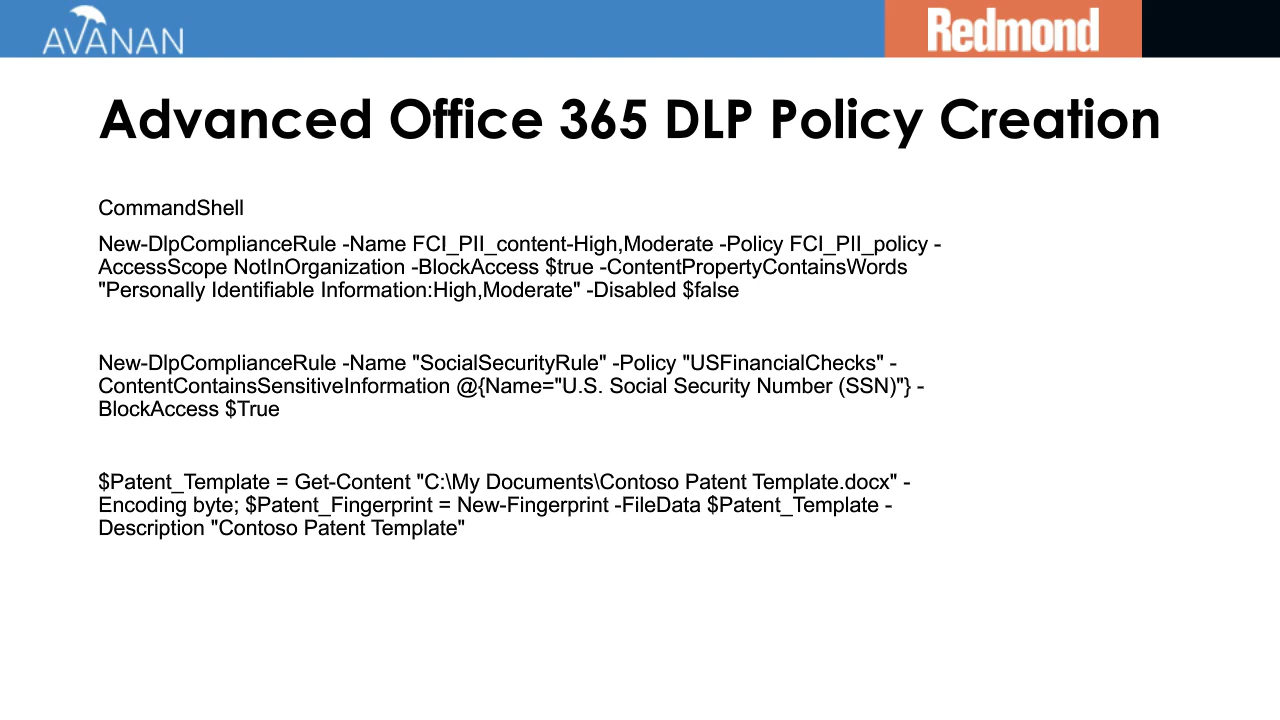 AVANAN
Redmond
Advanced Office 365 DLP Policy Creation
CommandShell
New-DlpComplianceRule -Name FCI_PII_content-High,Moderate -Policy FCI_PII_policy -
AccessScope NotInOrganization -BlockAccess $true -ContentPropertyContainsWords
"Personally Identifiable Information:High,Moderate" -Disabled $false
New-DlpComplianceRule -Name "SocialSecurityRule" -Policy "USFinancialChecks" -
ContentContainsSensitiveInformation @{Name="U.S. Social Security Number (SSN)"} -
BlockAccess $True
$Patent_Template = Get-Content "C:\My Documents\Contoso Patent Template.docx" -
Encoding byte; $Patent_Fingerprint = New-Fingerprint -FileData $Patent_Template -
Description "Contoso Patent Template"